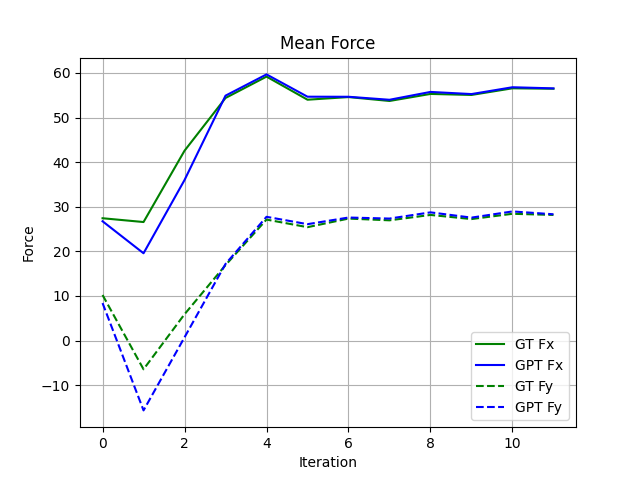 Mean Force
60
50
40
30
20
10
0
−10
Force
0 2 4 6 8 10
Iteration
GT Fx
GPT Fx
GT Fy
GPT Fy